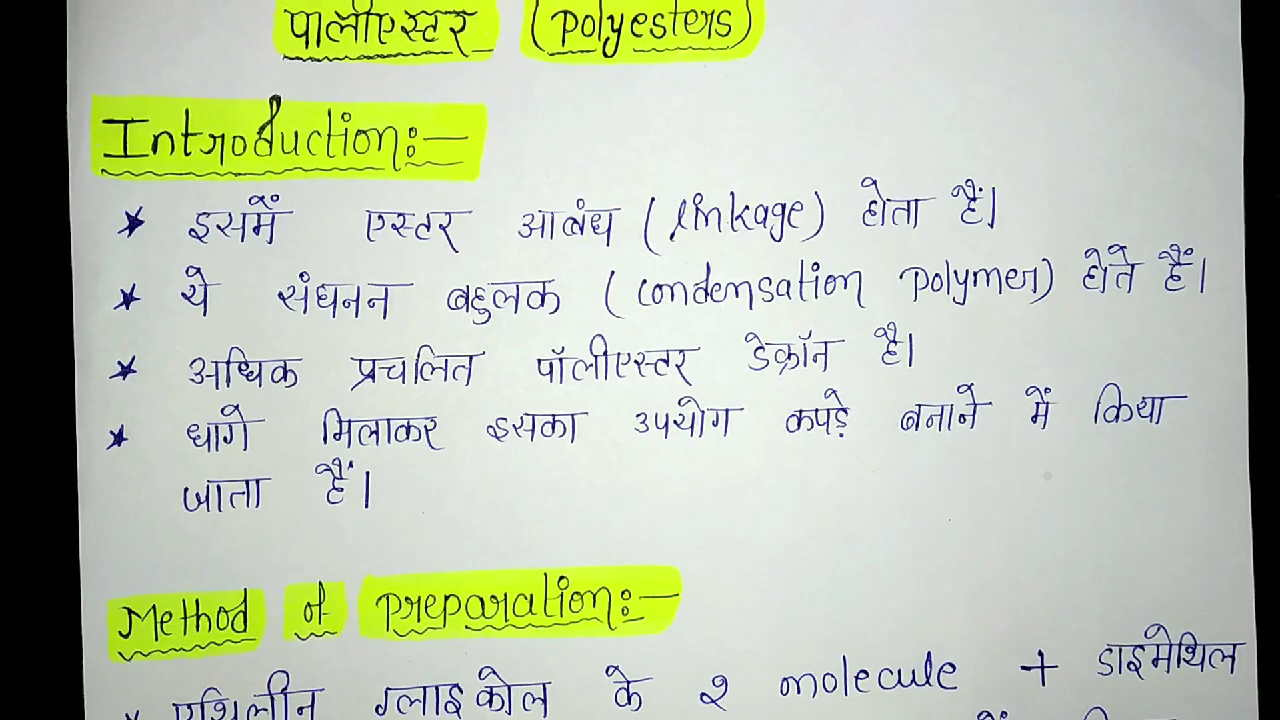 पालीएस्टर (Polyesters)
Introduction:-
* इसमें एस्टर आबंध (linkage) होता हैं।
* ये संघनन बहुलक (condensation polymer) होते हैं।
* अधिक प्रचलित पॉलीएस्टर डेक्रॉन है।
* धागे मिलाकर इसका उपयोग कपड़े बनाने में किया
जाता हैं।
Method of Preparation:-
* एथिलीन ग्लाइकोल के 2 molecule + डाइमेथिल